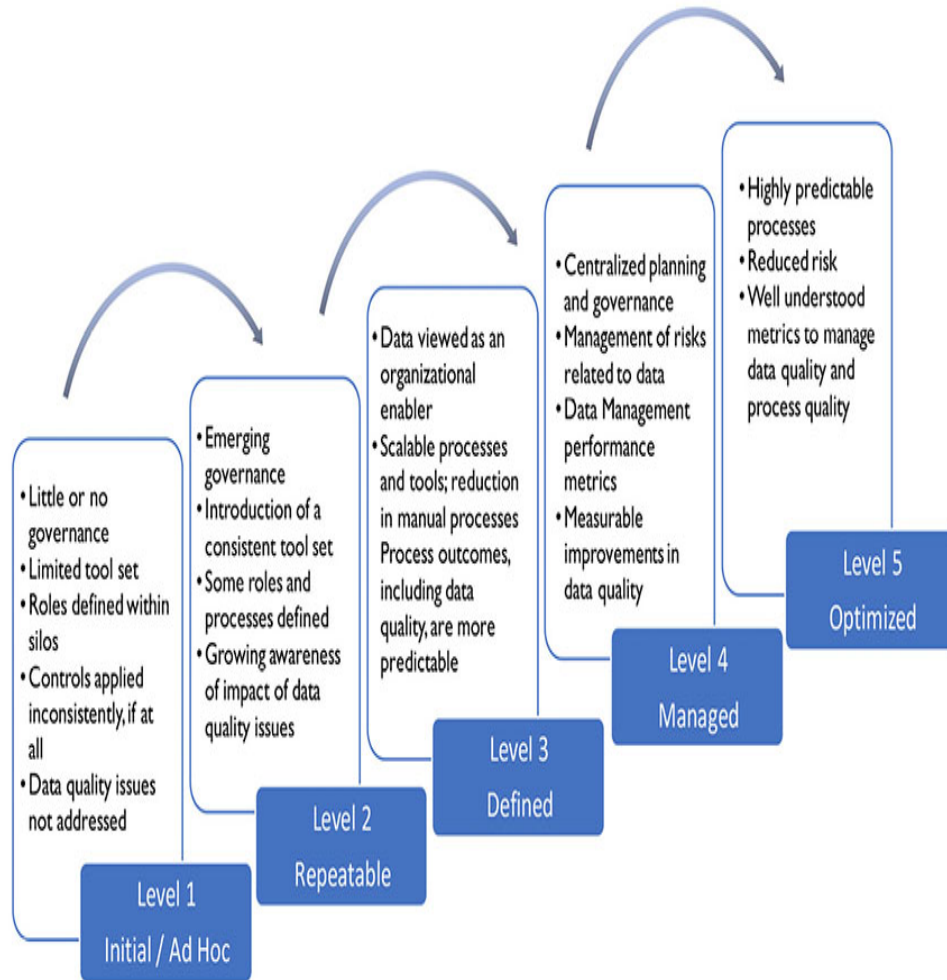 • Little or no
governance
• Limited tool set
• Roles defined within
silos
• Controls applied
inconsistently, if at
all
• Data quality issues
not addressed
Level 1
Initial / Ad Hoc
• Emerging
governance
• Introduction of a
consistent tool set
• Some roles and
processes defined
• Growing awareness
of impact of data
quality issues
Level 2
Repeatable
• Data viewed as an
organizational
enabler
• Scalable processes
and tools; reduction
in manual processes
Process outcomes,
including data
quality, are more
predictable
Level 3
Defined
• Centralized planning
and governance
• Management of risks
related to data
• Data Management
performance
metrics
• Measurable
improvements in
data quality
Level 4
Managed
• Highly predictable
processes
• Reduced risk
• Well understood
metrics to manage
data quality and
process quality
Level 5
Optimized